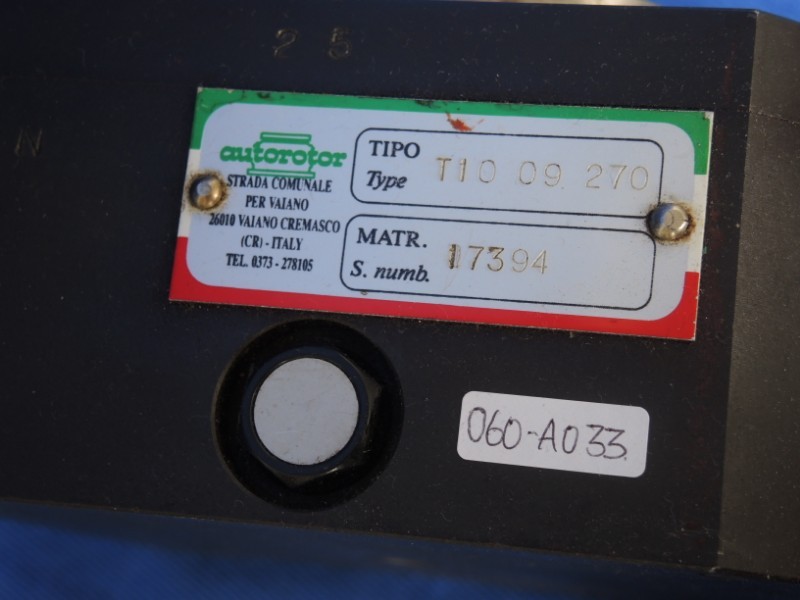 2 6
N
autorotor
STRADA COMUNALE
PER VAIANO
26010 VAIANO CREMASCO
(CR) - ITALY
TEL. 0373 - 278105
TIPO
Type T10 09 270
MATR.
S. numb. 17394
060-A033